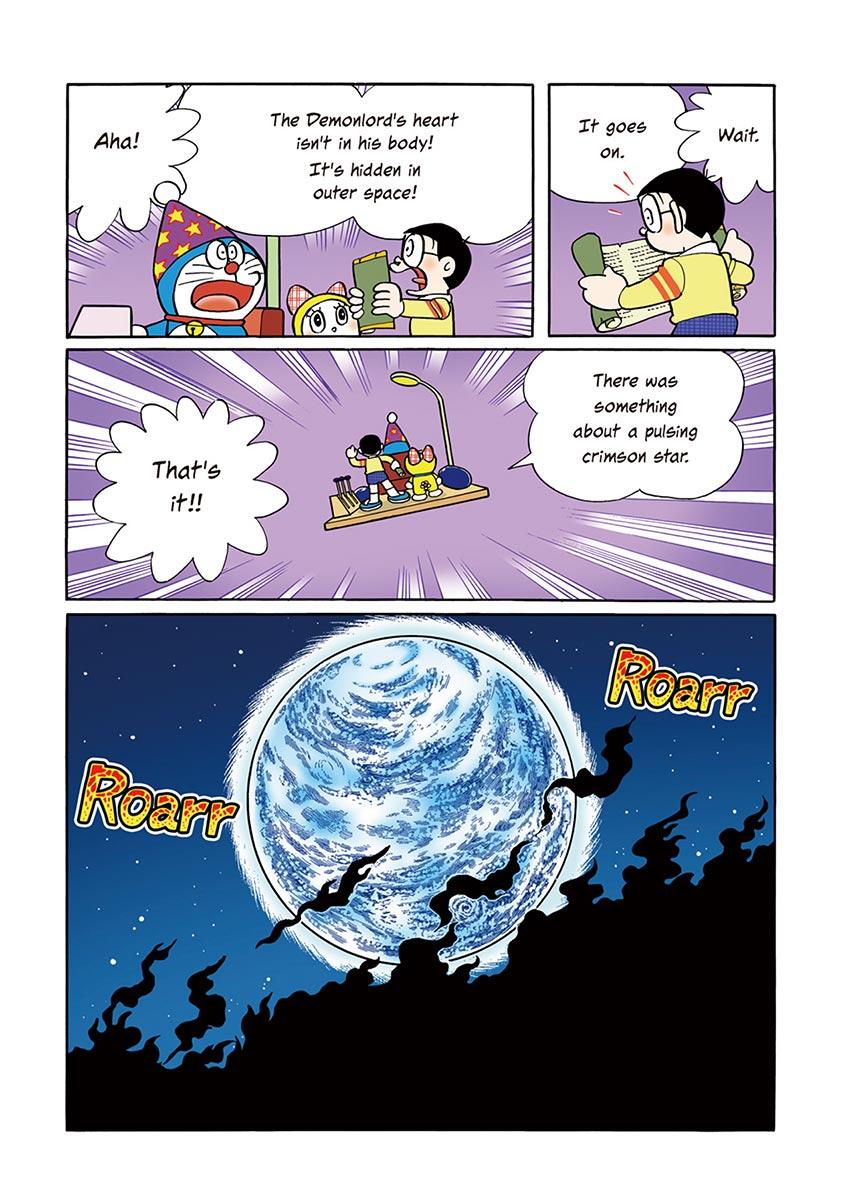 The Demonlord's heart
isn't in his body!
It's hidden in
outer space!
Aha!
It goes
on.
Wait.
There was
something
about a pulsing
crimson star.
That's
it!!
Roarr
Roarr